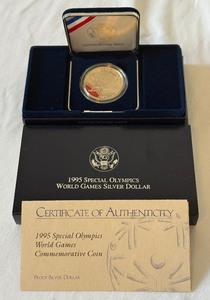 1995 SPECIAL OLYMPICS
WORLD GAMES SILVER DOLLAR
CERTIFICATE OF AUTHENTICITY
1995 Special Olympics
World Games
Commemorative Coin
PROOF SILVER DOLLAR